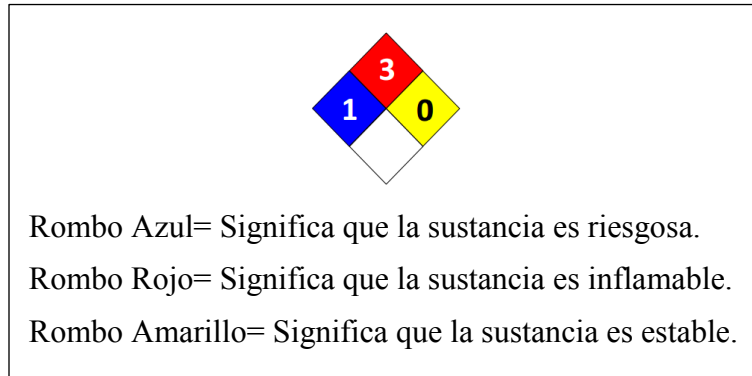 3
1 0
Rombo Azul= Significa que la sustancia es riesgosa.
Rombo Rojo= Significa que la sustancia es inflamable.
Rombo Amarillo= Significa que la sustancia es estable.